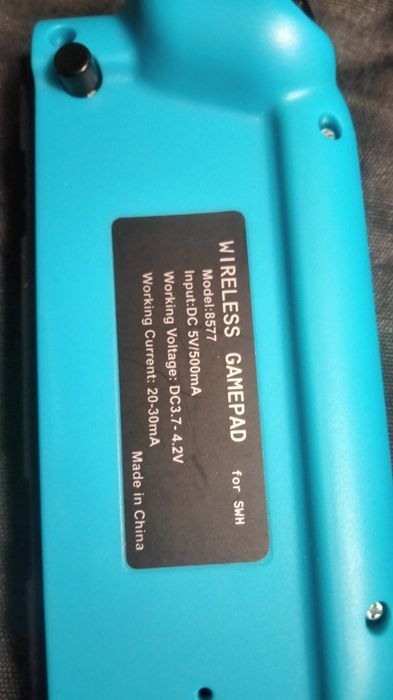 WIRELESS GAMEPAD for SWH
Model:8577
Input:DC 5V/500mA
Working Voltage: DC3.7- 4.2V
Working Current: 20-30mA
Made in China